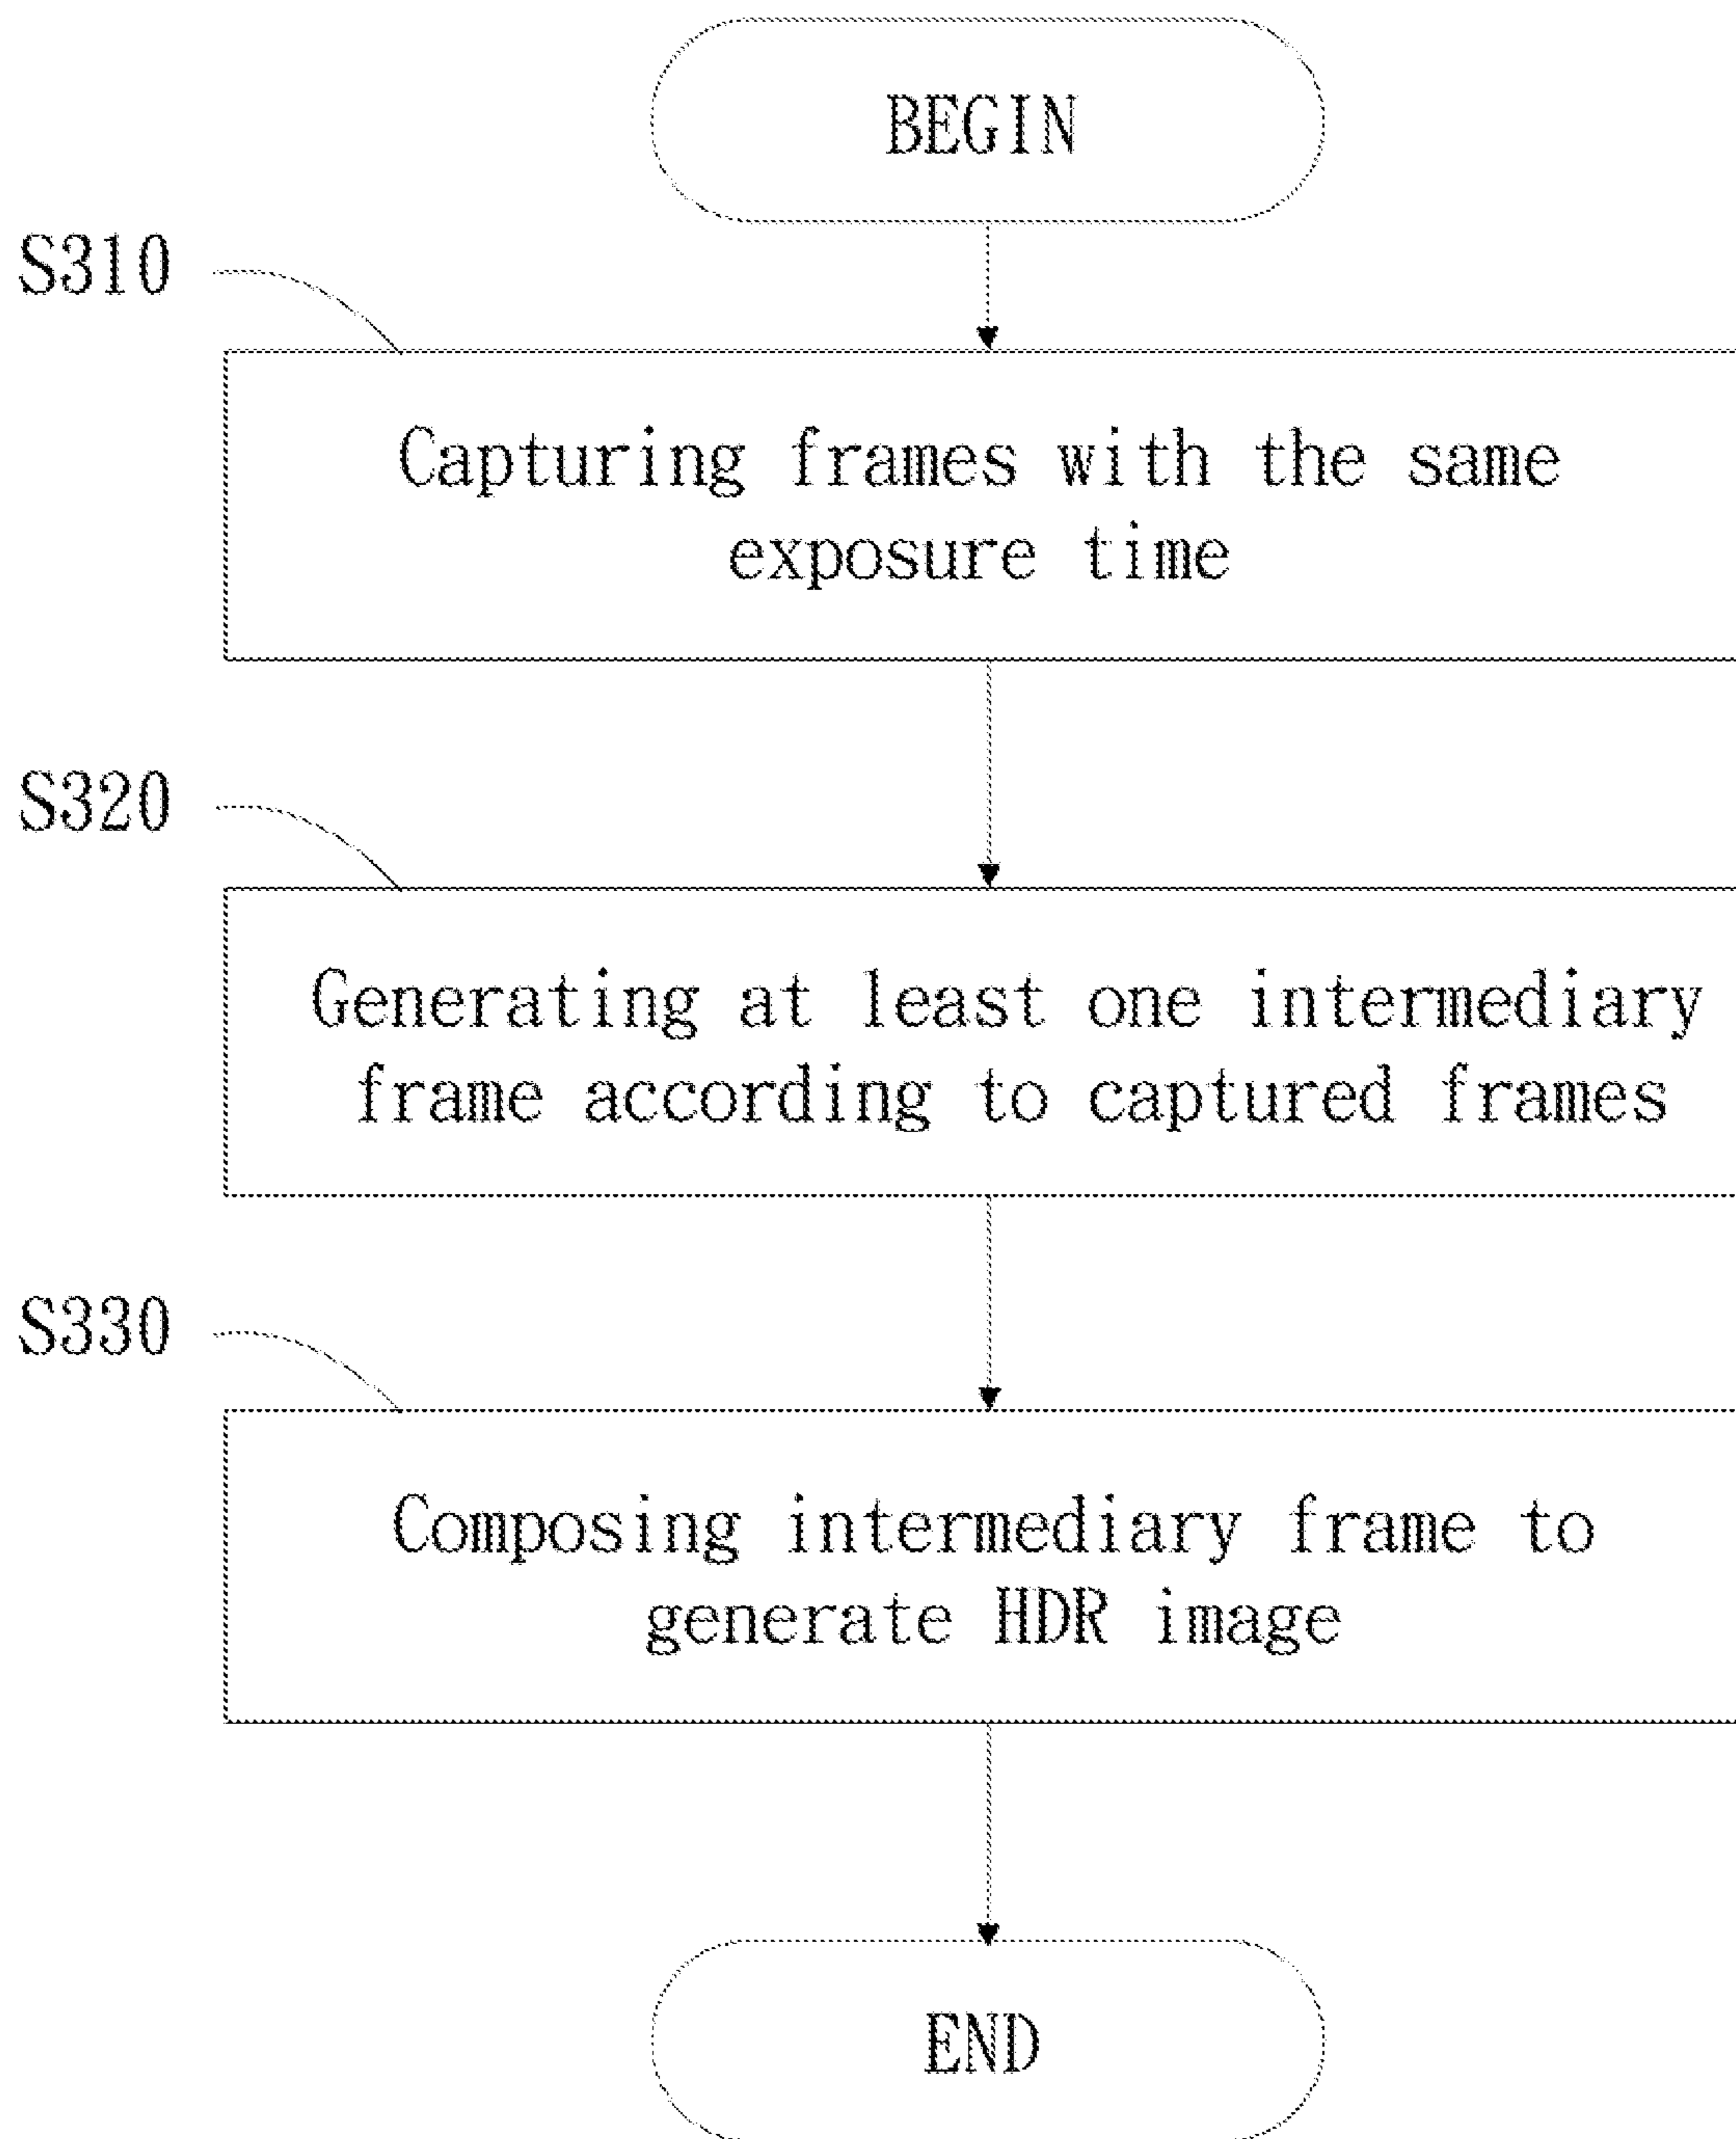 BEGIN
S310
Capturing frames with the same
exposure time
S320
Generating at least one intermediary
frame according to captured frames
S330
Composing intermediary frame to
generate HDR image
END